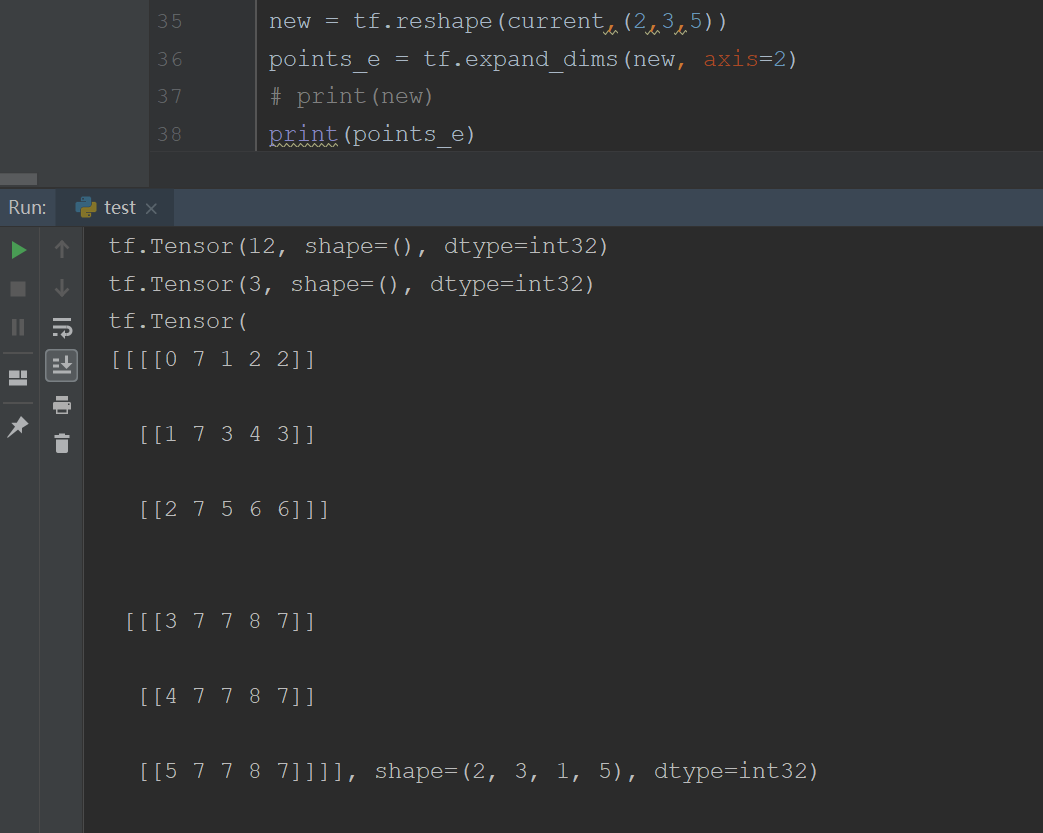 35 new = tf.reshape(current,(2,3,5))
36 points_e = tf.expand_dims(new, axis=2)
37 # print(new)
38 print(points_e)
Run: test
tf.Tensor(12, shape=(), dtype=int32)
tf.Tensor(3, shape=(), dtype=int32)
tf.Tensor(
[[[[0 7 1 2 2]]
[[1 7 3 4 3]]
[[2 7 5 6 6]]]
[[[3 7 7 8 7]]
[[4 7 7 8 7]]
[[5 7 7 8 7]]]], shape=(2, 3, 1, 5), dtype=int32)